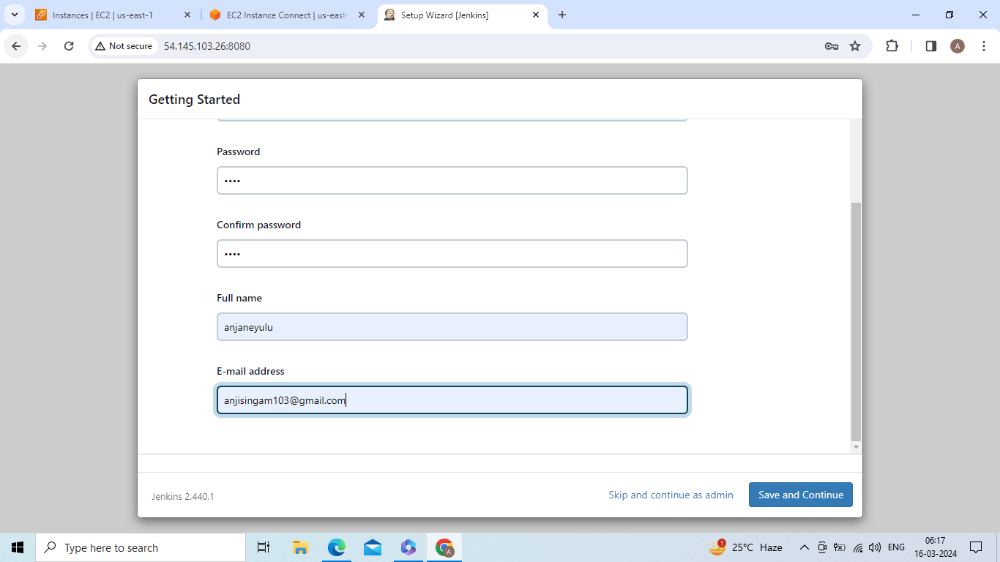 Instances | EC2 | us-east-1
EC2 Instance Connect | us-east-
Setup Wizard [Jenkins]
Not secure
54.145.103.26:8080
A
Getting Started
Password
••••
Confirm password
••••
Full name
anjaneyulu
E-mail address
anjisingam103@gmail.com
Jenkins 2.440.1
Skip and continue as admin
Save and Continue
Type here to search
A
1
25°C Haze
ENG
06:17
16-03-2024